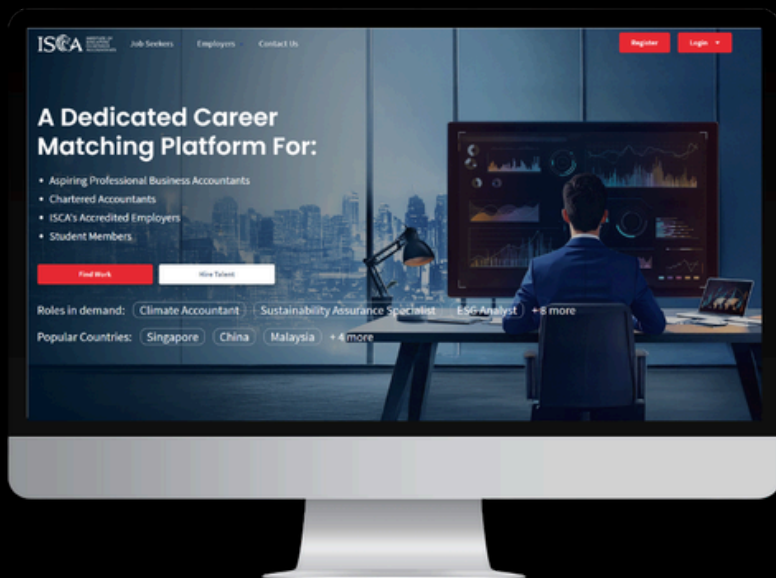 ISCA
Job Seekers Employers Contact Us
Register Login
A Dedicated Career
Matching Platform For:
• Aspiring Professional Business Accountants
• Chartered Accountants
• ISCA's Accredited Employers
• Student Members
Find Work Hire Talent
Roles in demand: Climate Accountant Sustainability Assurance Specialist ESG Analyst + 8 more
Popular Countries: Singapore China Malaysia + 4 more